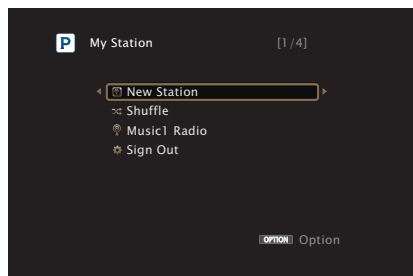 P My Station [1/4]
New Station
Shuffle
Music1 Radio
Sign Out
OPTION Option